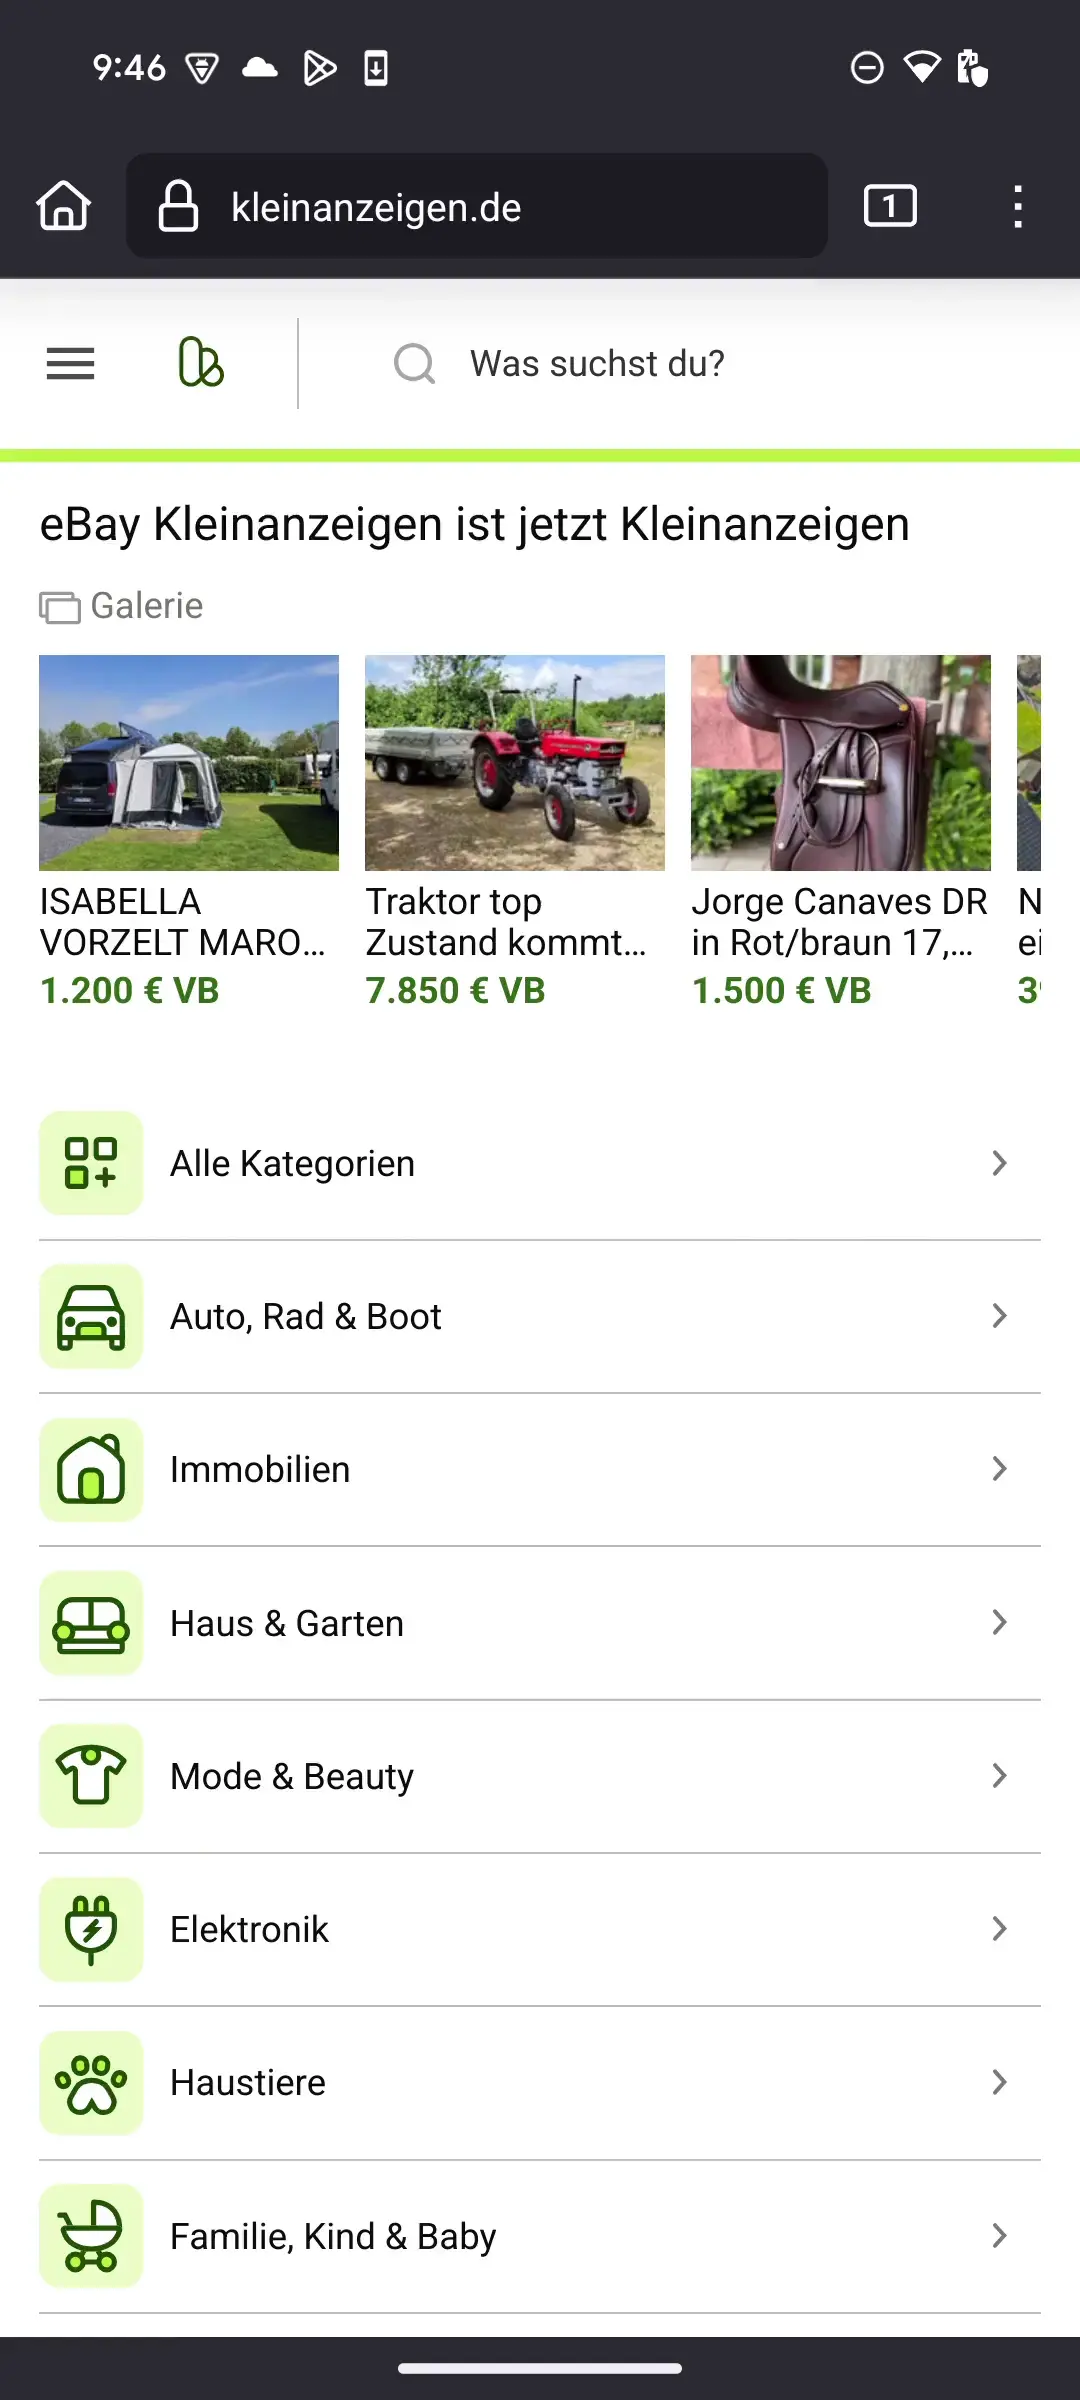 9:46
kleinanzeigen.de
1
Was suchst du?
eBay Kleinanzeigen ist jetzt Kleinanzeigen
Galerie
ISABELLA
VORZELT MARO...
1.200 € VB
Traktor top
Zustand kommt...
7.850 € VB
Jorge Canaves DR
in Rot/braun 17,...
1.500 € VB
N
ei
Alle Kategorien
Auto, Rad & Boot
Immobilien
Haus & Garten
Mode & Beauty
Elektronik
Haustiere
Familie, Kind & Baby